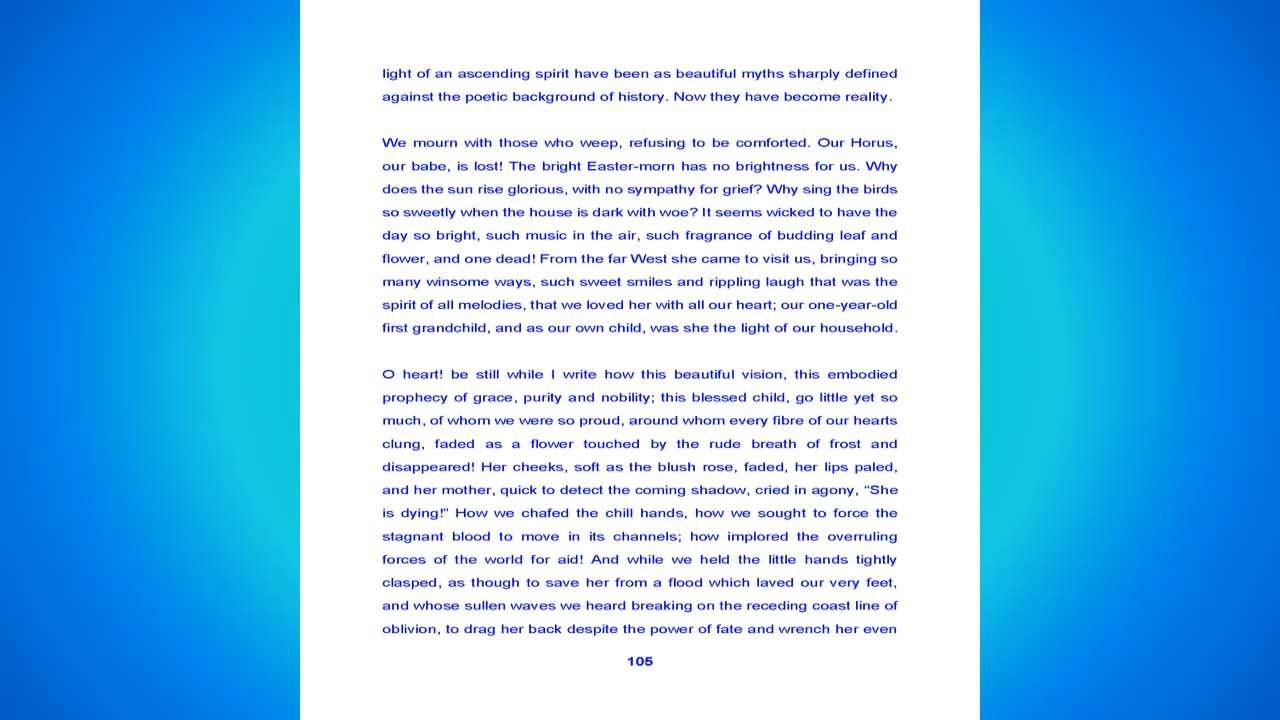 light of an ascending spirit have been as beautiful myths sharply defined
against the poetic background of history. Now they have become reality.
We mourn with those who weep, refusing to be comforted. Our Horus,
our babe, is lost! The bright Easter-morn has no brightness for us. Why
does the sun rise glorious, with no sympathy for grief? Why sing the birds
so sweetly when the house is dark with woe? It seems wicked to have the
day so bright, such music in the air, such fragrance of budding leaf and
flower, and one dead! From the far West she came to visit us, bringing so
many winsome ways, such sweet smiles and rippling laugh that was the
spirit of all melodies, that we loved her with all our heart; our one-year-old
first grandchild, and as our own child, was she the light of our household.
O heart! be still while I write how this beautiful vision, this embodied
prophecy of grace, purity and nobility; this blessed child, go little yet so
much, of whom we were so proud, around whom every fibre of our hearts
clung, faded as a flower touched by the rude breath of frost and
disappeared! Her cheeks, soft as the blush rose, faded, her lips paled,
and her mother, quick to detect the coming shadow, cried in agony, “She
is dying!” How we chafed the chill hands, how we sought to force the
stagnant blood to move in its channels; how implored the overruling
forces of the world for aid! And while we held the little hands tightly
clasped, as though to save her from a flood which laved our very feet,
and whose sullen waves we heard breaking on the receding coast line of
oblivion, to drag her back despite the power of fate and wrench her even
105